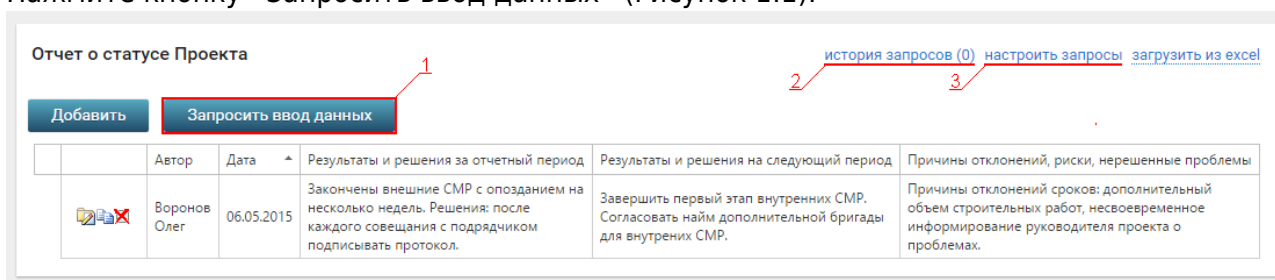 Нажмите кнопку "Запросить ввод данных" (Рисунок 1.1).
Отчет о статусе Проекта
история запросов (0) настроить запросы загрузить из excel
1
2
3
Добавить Запросить ввод данных
Автор Дата Результаты и решения за отчетный период Результаты и решения на следующий период Причины отклонений, риски, нерешенные проблемы
Воронов
Олег
06.05.2015
Закончены внешние СМР с опозданием на
несколько недель. Решения: после
каждого совещания с подрядчиком
подписывать протокол.
Завершить первый этап внутренних СМР.
Согласовать найм дополнительной бригады
для внутрених СМР.
Причины отклонений сроков: дополнительный
объем строительных работ, несвоевременное
информирование руководителя проекта о
проблемах.